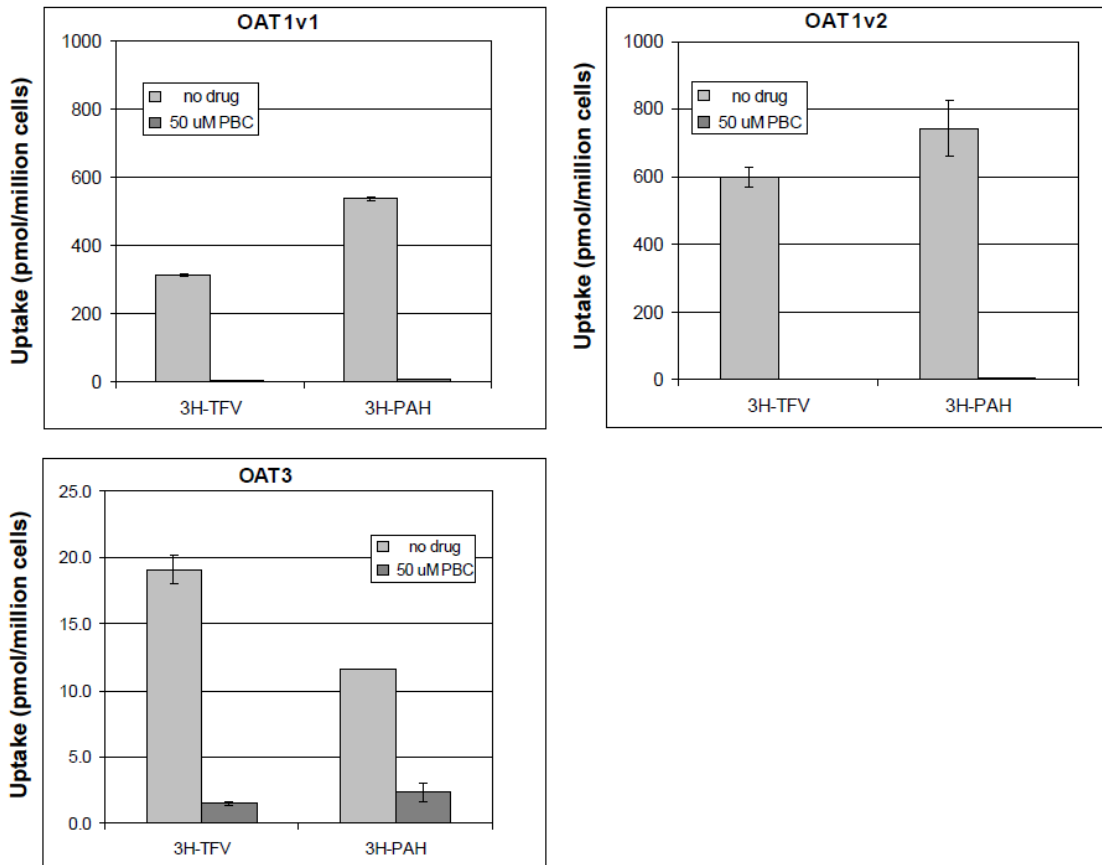 OAT1v1
Uptake (pmol/million cells)
1000
800
600
400
200
0
no drug
50 uM PBC
3H-TFV 3H-PAH
OAT1v2
Uptake (pmol/million cells)
1000
800
600
400
200
0
no drug
50 uM PBC
3H-TFV 3H-PAH
OAT3
Uptake (pmol/million cells)
25.0
20.0
15.0
10.0
5.0
0.0
no drug
50 uM PBC
3H-TFV 3H-PAH